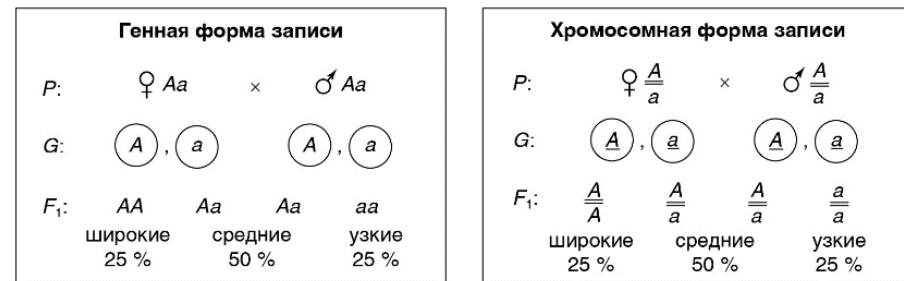 Генная форма записи
P: ♀ Aa × ♂ Aa
G: A , a A , a
F₁: AA Aa Aa aa
широкие средние узкие
25 % 50 % 25 %
Хромосомная форма записи
P: ♀ A × ♂ A
a a
G: A , a A , a
F₁: A A A a
A a a a
широкие средние узкие
25 % 50 % 25 %